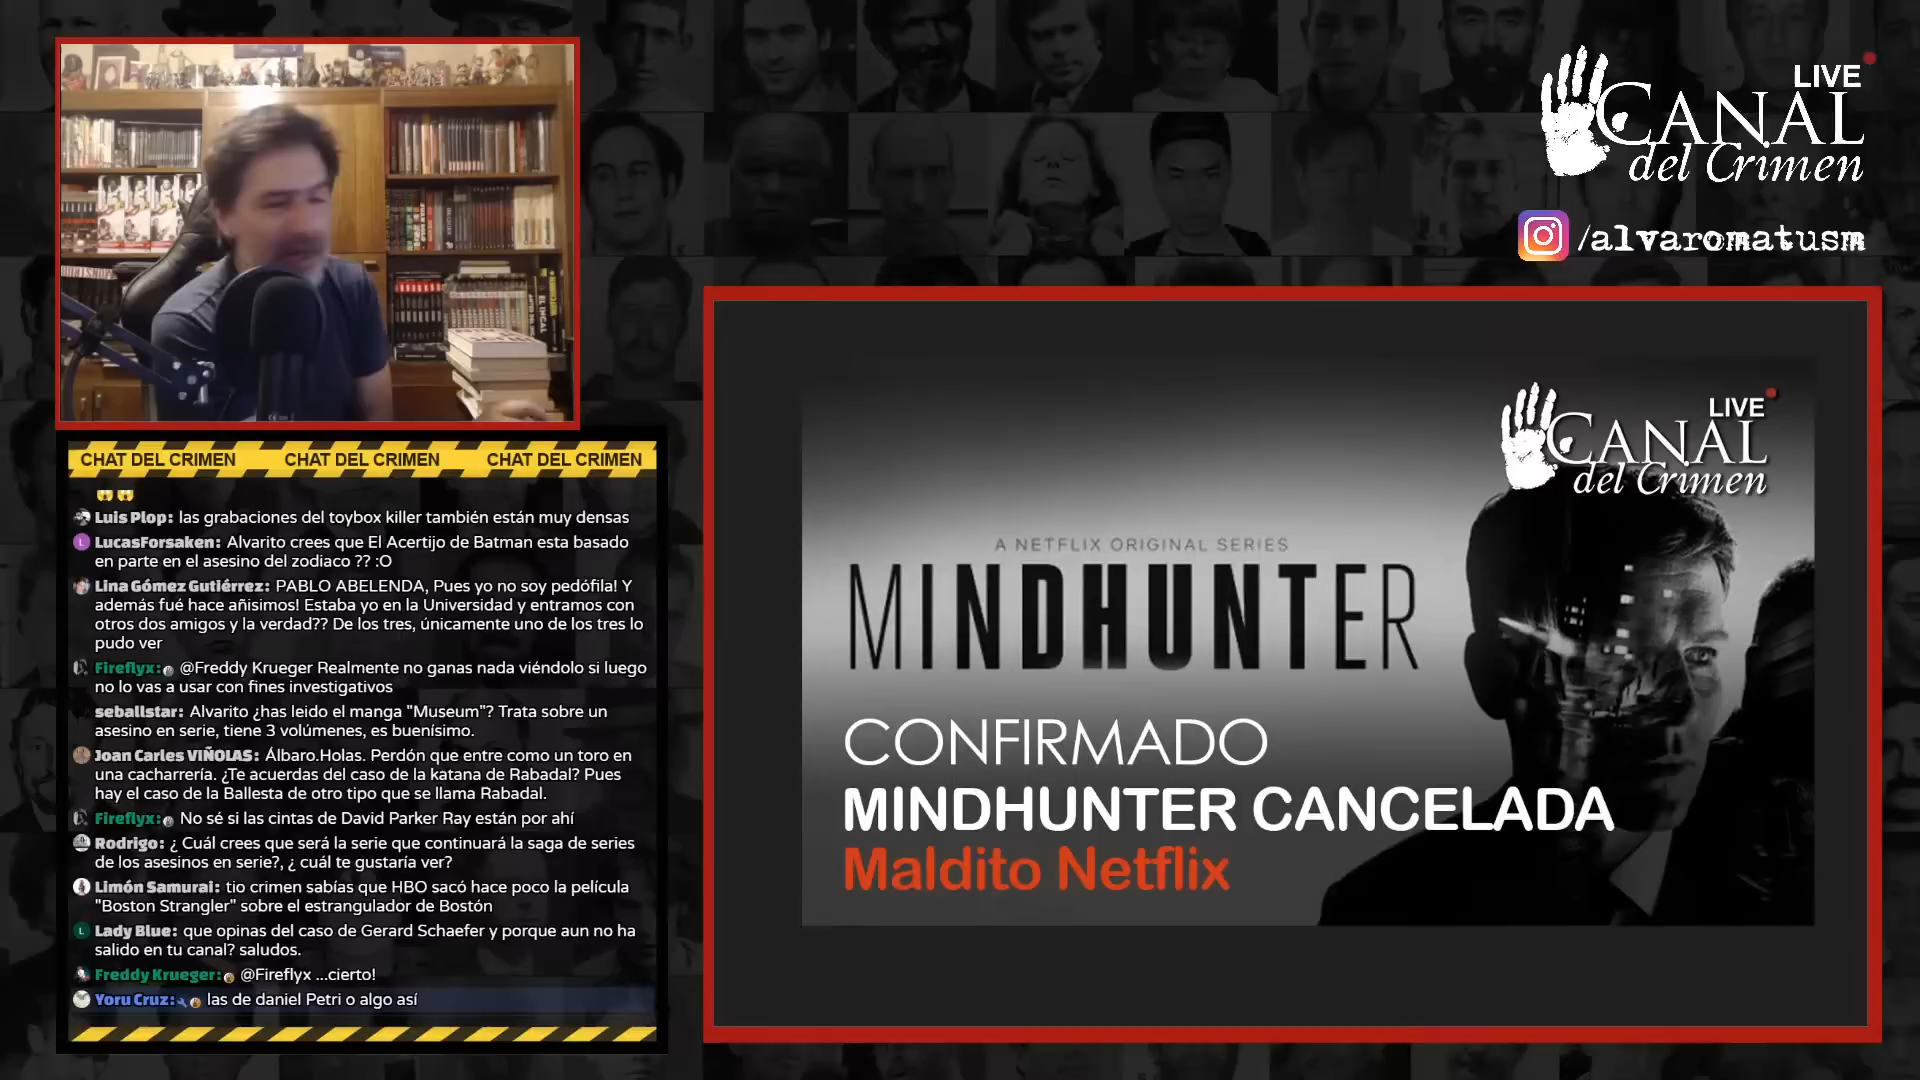 LIVE
CANAL
del Crimen
/alvaromatusm
CHAT DEL CRIMEN CHAT DEL CRIMEN CHAT DEL CRIMEN
Luis Plop: las grabaciones del toybox killer también están muy densas
LucasForsaken: Alvarito crees que El Acertijo de Batman esta basado
en parte en el asesino del zodiaco ?? :O
Lina Gómez Gutiérrez: PABLO ABELENDA, Pues yo no soy pedófila! Y
además fué hace añisimos! Estaba yo en la Universidad y entramos con
otros dos amigos y la verdad?? De los tres, únicamente uno de los tres lo
pudo ver
Fireflyx: @Freddy Krueger Realmente no ganas nada viéndolo si luego
no lo vas a usar con fines investigativos
seballstar: Alvarito ¿has leido el manga "Museum"? Trata sobre un
asesino en serie, tiene 3 volúmenes, es buenísimo.
Joan Carles VIÑOLAS: Álbaro.Holas. Perdón que entre como un toro en
una cacharrería. ¿Te acuerdas del caso de la katana de Rabadal? Pues
hay el caso de la Ballesta de otro tipo que se llama Rabadal.
Fireflyx: No sé si las cintas de David Parker Ray están por ahí
Rodrigo: ¿ Cuál crees que será la serie que continuará la saga de series
de los asesinos en serie?, ¿ cuál te gustaría ver?
Limón Samurai: tio crimen sabías que HBO sacó hace poco la película
"Boston Strangler" sobre el estrangulador de Bostón
Lady Blue: que opinas del caso de Gerard Schaefer y porque aun no ha
salido en tu canal? saludos.
Freddy Krueger: @Fireflyx ...cierto!
Yoru Cruz: las de daniel Petri o algo así
LIVE
CANAL
del Crimen
A NETFLIX ORIGINAL SERIES
MINDHUNTER
CONFIRMADO
MINDHUNTER CANCELADA
Maldito Netflix
EL INCAL